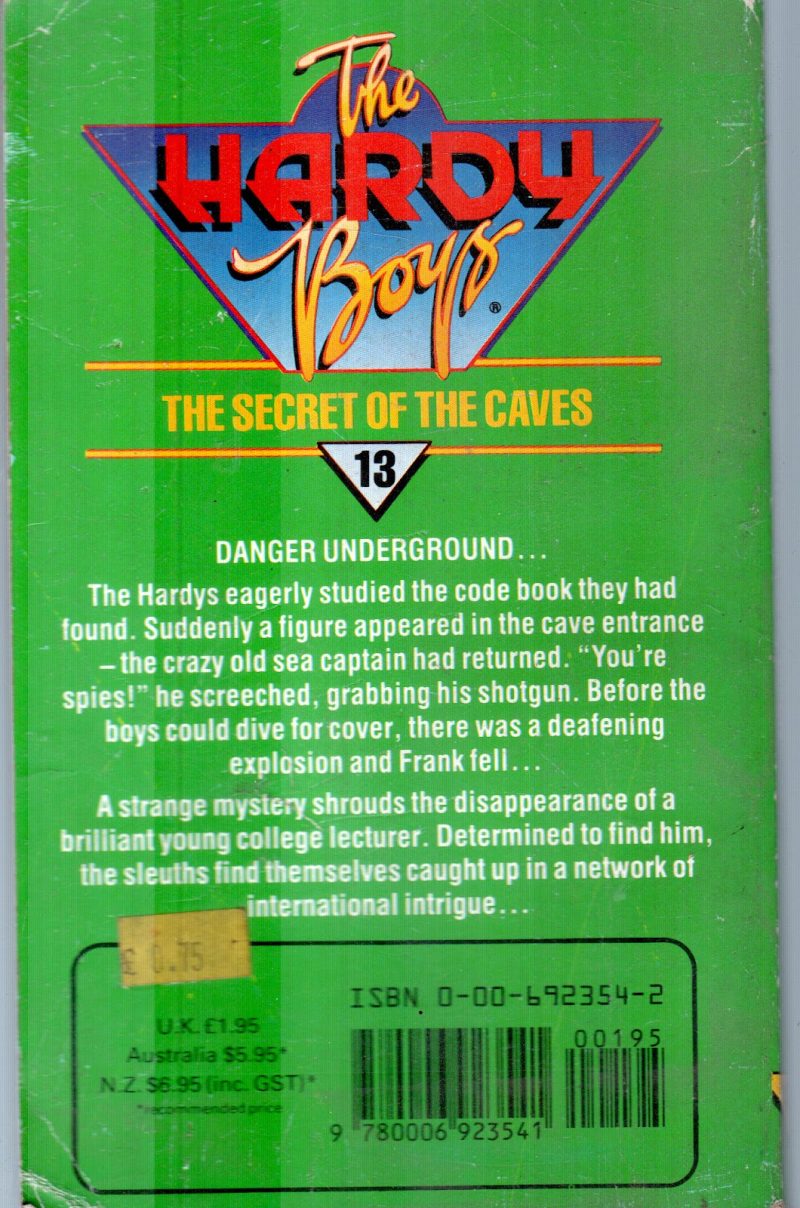 The
HARDY
Boys
®
THE SECRET OF THE CAVES
13
DANGER UNDERGROUND...
The Hardys eagerly studied the code book they had
found. Suddenly a figure appeared in the cave entrance
– the crazy old sea captain had returned. “You’re
spies!” he screeched, grabbing his shotgun. Before the
boys could dive for cover, there was a deafening
explosion and Frank fell...
A strange mystery shrouds the disappearance of a
brilliant young college lecturer. Determined to find him,
the sleuths find themselves caught up in a network of
international intrigue...
£ 0.75
ISBN 0-00-692354-2
U.K. £1.95
Australia $5.95*
N.Z. $6.95 (inc. GST)*
*recommended price
00195
9 780006 923541